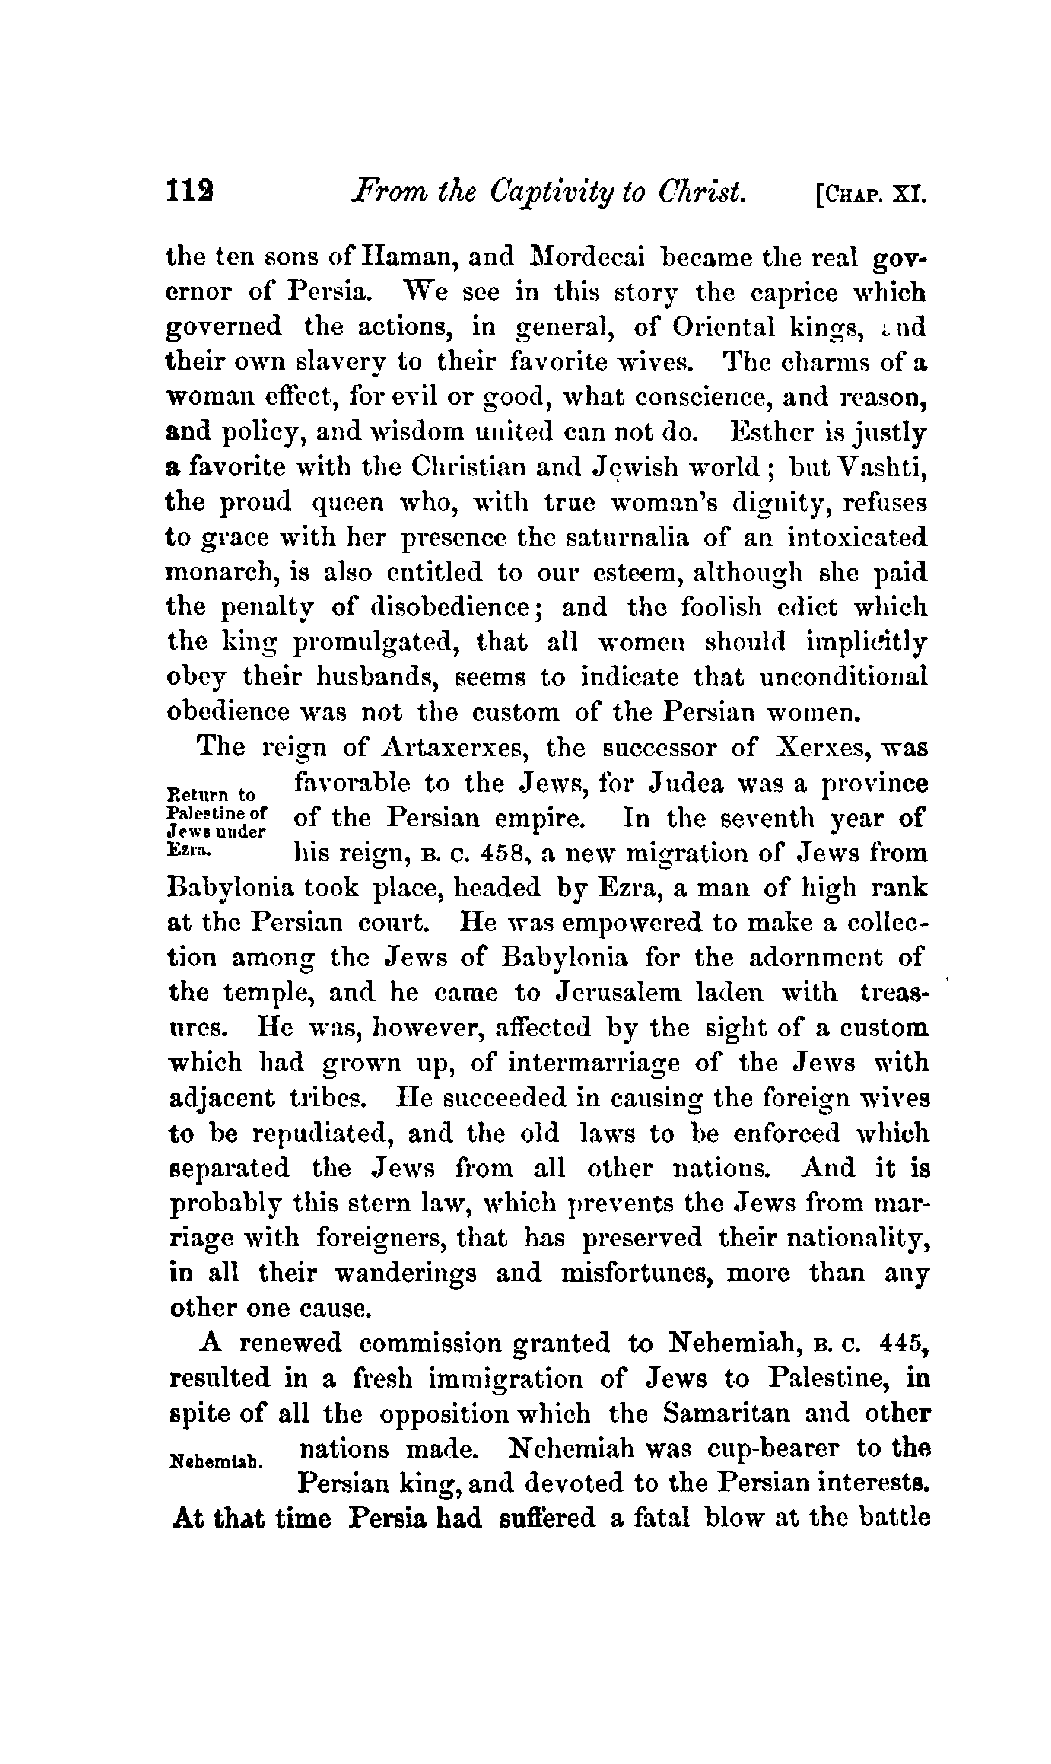 112 From the Captivity to Christ. [CHAP. XI.
the ten sons of Haman, and Mordecai became the real gov-
ernor of Persia. We see in this story the caprice which
governed the actions, in general, of Oriental kings, and
their own slavery to their favorite wives. The charms of a
woman effect, for evil or good, what conscience, and reason,
and policy, and wisdom united can not do. Esther is justly
a favorite with the Christian and Jewish world; but Vashti,
the proud queen who, with true woman's dignity, refuses
to grace with her presence the saturnalia of an intoxicated
monarch, is also entitled to our esteem, although she paid
the penalty of disobedience; and the foolish edict which
the king promulgated, that all women should implicitly
obey their husbands, seems to indicate that unconditional
obedience was not the custom of the Persian women.
The reign of Artaxerxes, the successor of Xerxes, was
favorable to the Jews, for Judea was a province
Return to
Palestine of
Jews under
Ezra.
of the Persian empire. In the seventh year of
his reign, B. C. 458, a new migration of Jews from
Babylonia took place, headed by Ezra, a man of high rank
at the Persian court. He was empowered to make a collec-
tion among the Jews of Babylonia for the adornment of
the temple, and he came to Jerusalem laden with treas-
ures. He was, however, affected by the sight of a custom
which had grown up, of intermarriage of the Jews with
adjacent tribes. He succeeded in causing the foreign wives
to be repudiated, and the old laws to be enforced which
separated the Jews from all other nations. And it is
probably this stern law, which prevents the Jews from mar-
riage with foreigners, that has preserved their nationality,
in all their wanderings and misfortunes, more than any
other one cause.
A renewed commission granted to Nehemiah, B. C. 445,
resulted in a fresh immigration of Jews to Palestine, in
spite of all the opposition which the Samaritan and other
nations made. Nehemiah was cup-bearer to the
Nehemiah.
Persian king, and devoted to the Persian interests.
At that time Persia had suffered a fatal blow at the battle